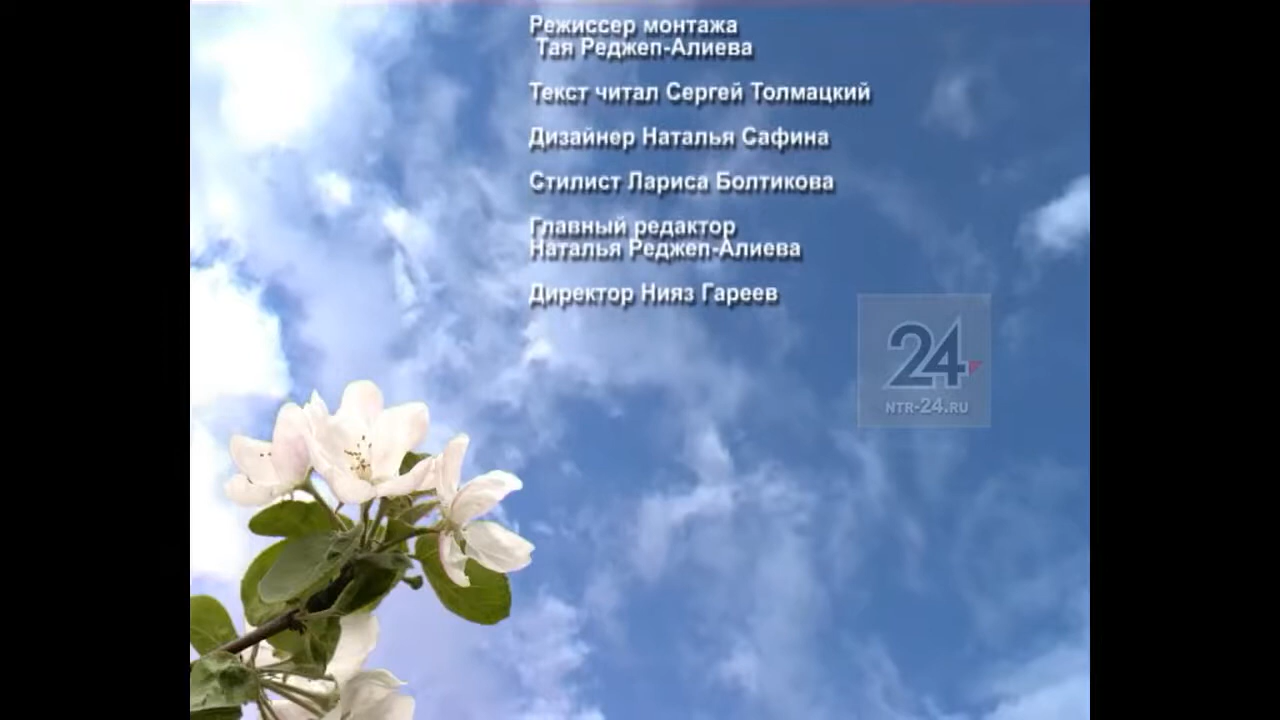 Режиссер монтажа
Тая Реджеп-Алиева
Текст читал Сергей Толмацкий
Дизайнер Наталья Сафина
Стилист Лариса Болтикова
Главный редактор
Наталья Реджеп-Алиева
Директор Нияз Гареев
24
NTR-24.RU